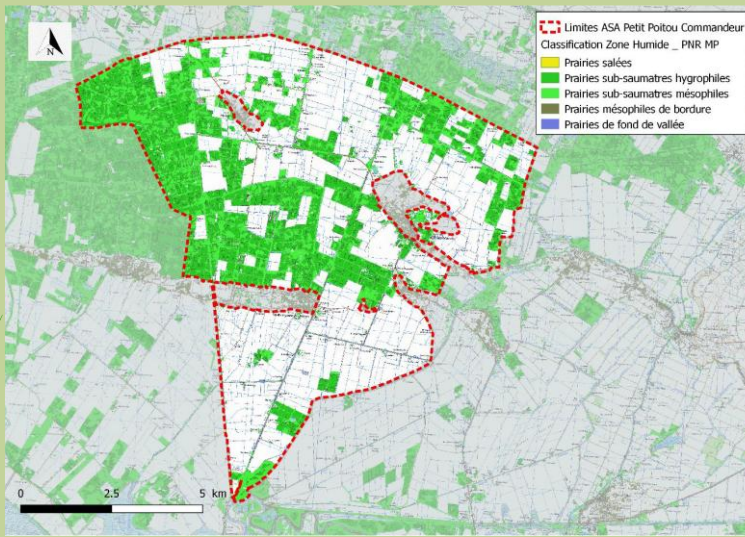 N
Limites ASA Petit Poitou Commandeur
Classification Zone Humide _ PNR MP
Prairies salées
Prairies sub-saumatres hygrophiles
Prairies sub-saumatres mésophiles
Prairies mésophiles de bordure
Prairies de fond de vallée
0 2.5 5 km